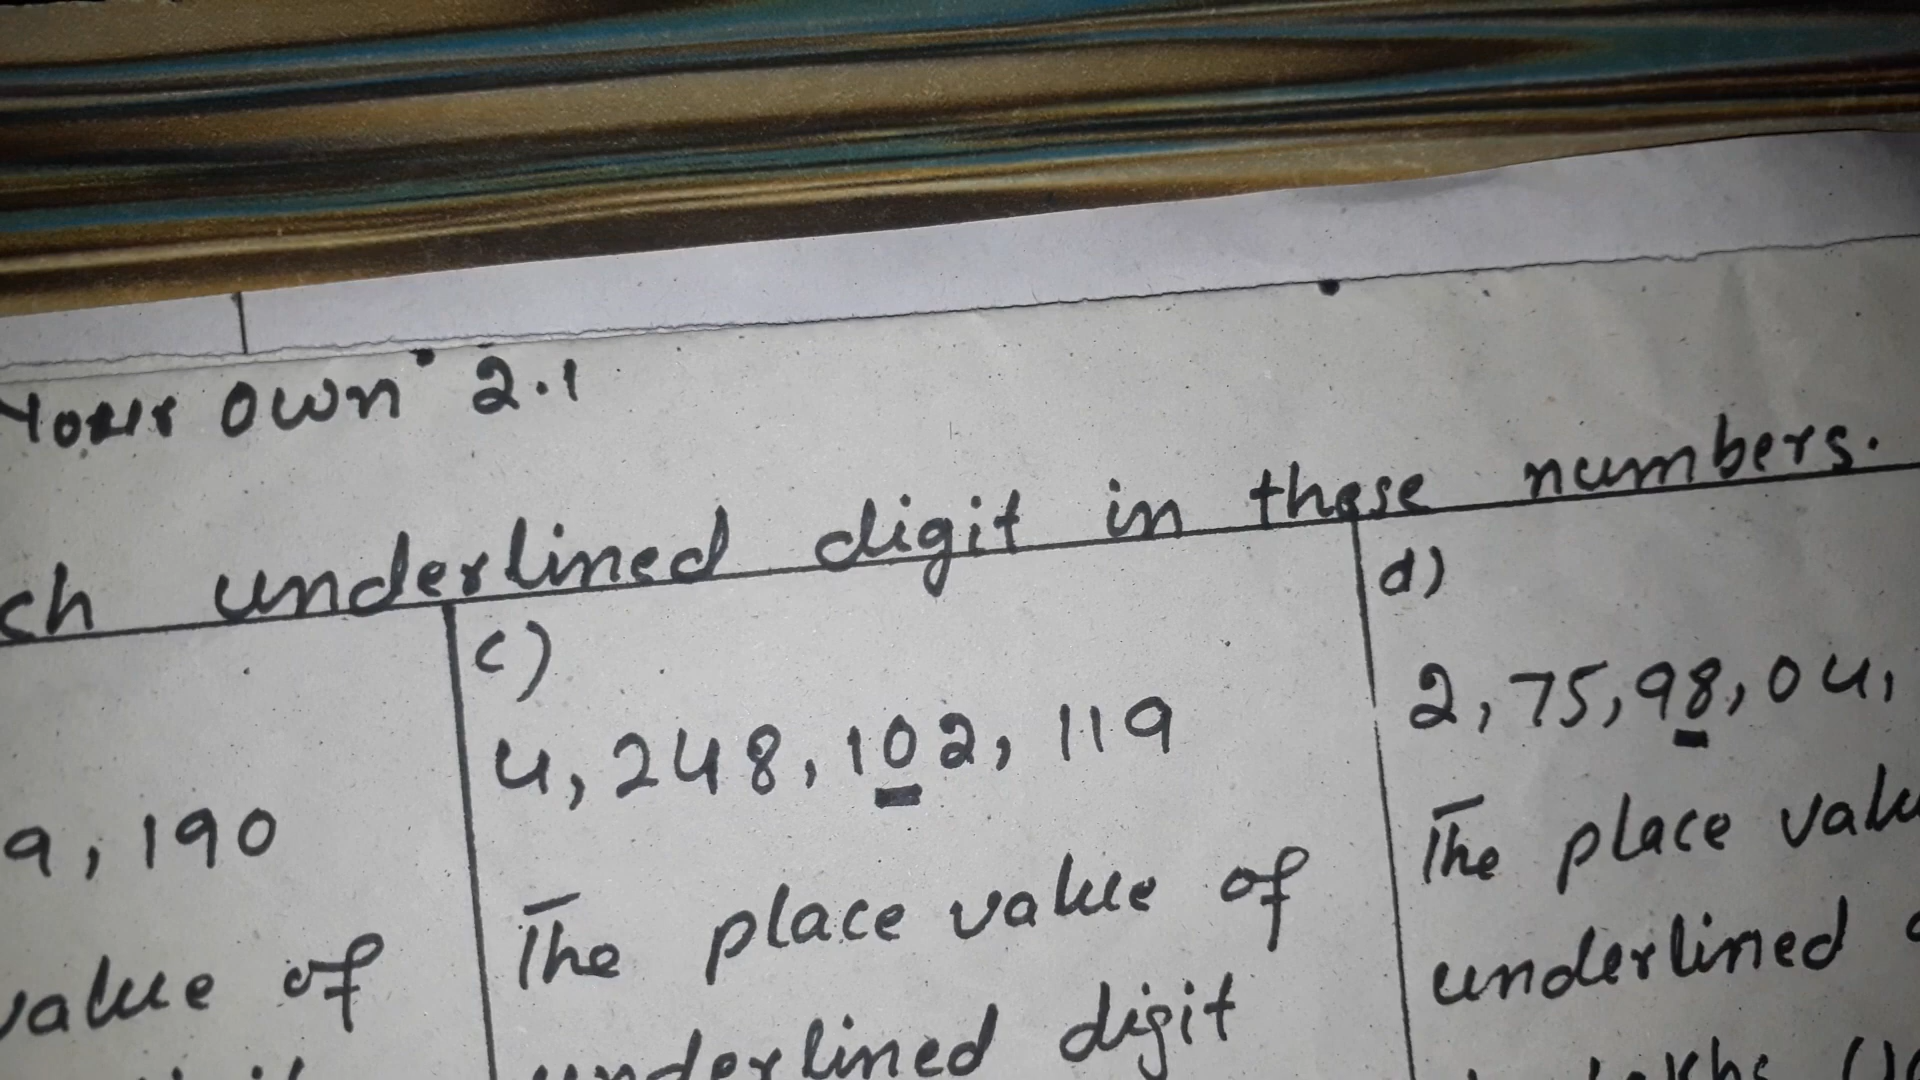 Your own 2.1
ch underlined digit in these numbers.
9, 190
value of
c)
4, 248, 102, 119
The place value of
underlined digit
d)
2, 75, 98, 04,
The place valu
underlined